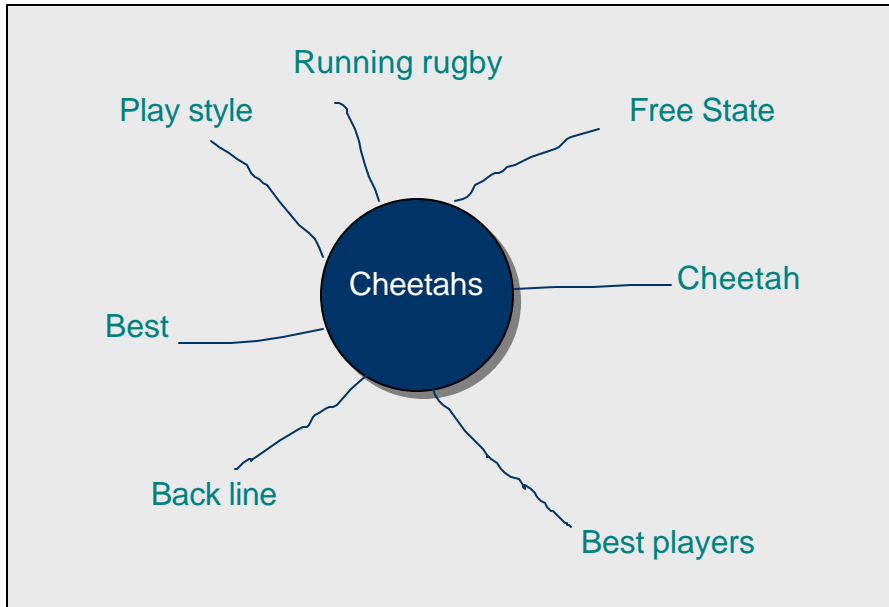 Running rugby
Play style
Free State
Cheetahs
Cheetah
Best
Back line
Best players